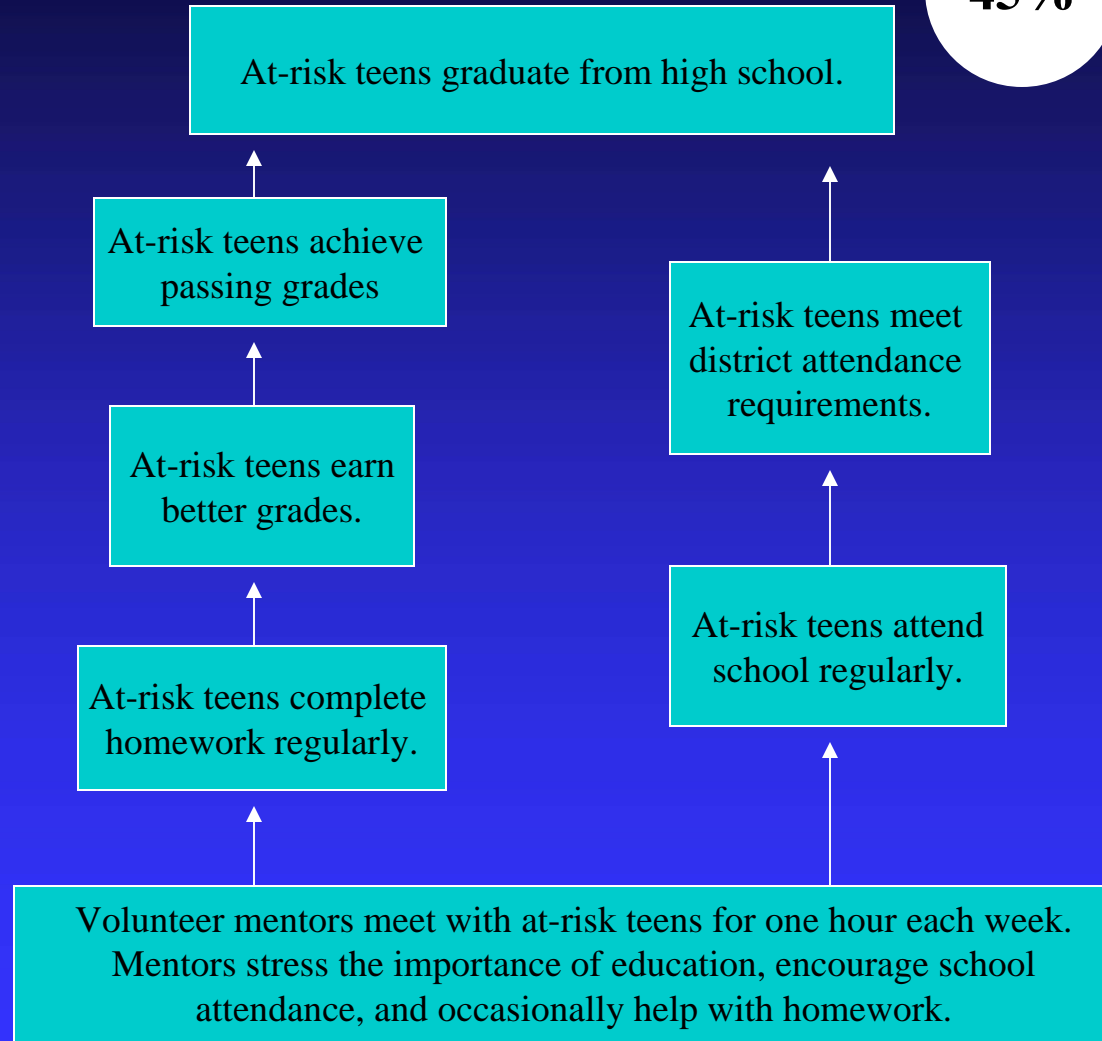 At-risk teens graduate from high school.
At-risk teens achieve
passing grades
At-risk teens meet
district attendance
requirements.
At-risk teens earn
better grades.
At-risk teens attend
school regularly.
At-risk teens complete
homework regularly.
Volunteer mentors meet with at-risk teens for one hour each week.
Mentors stress the importance of education, encourage school
attendance, and occasionally help with homework.